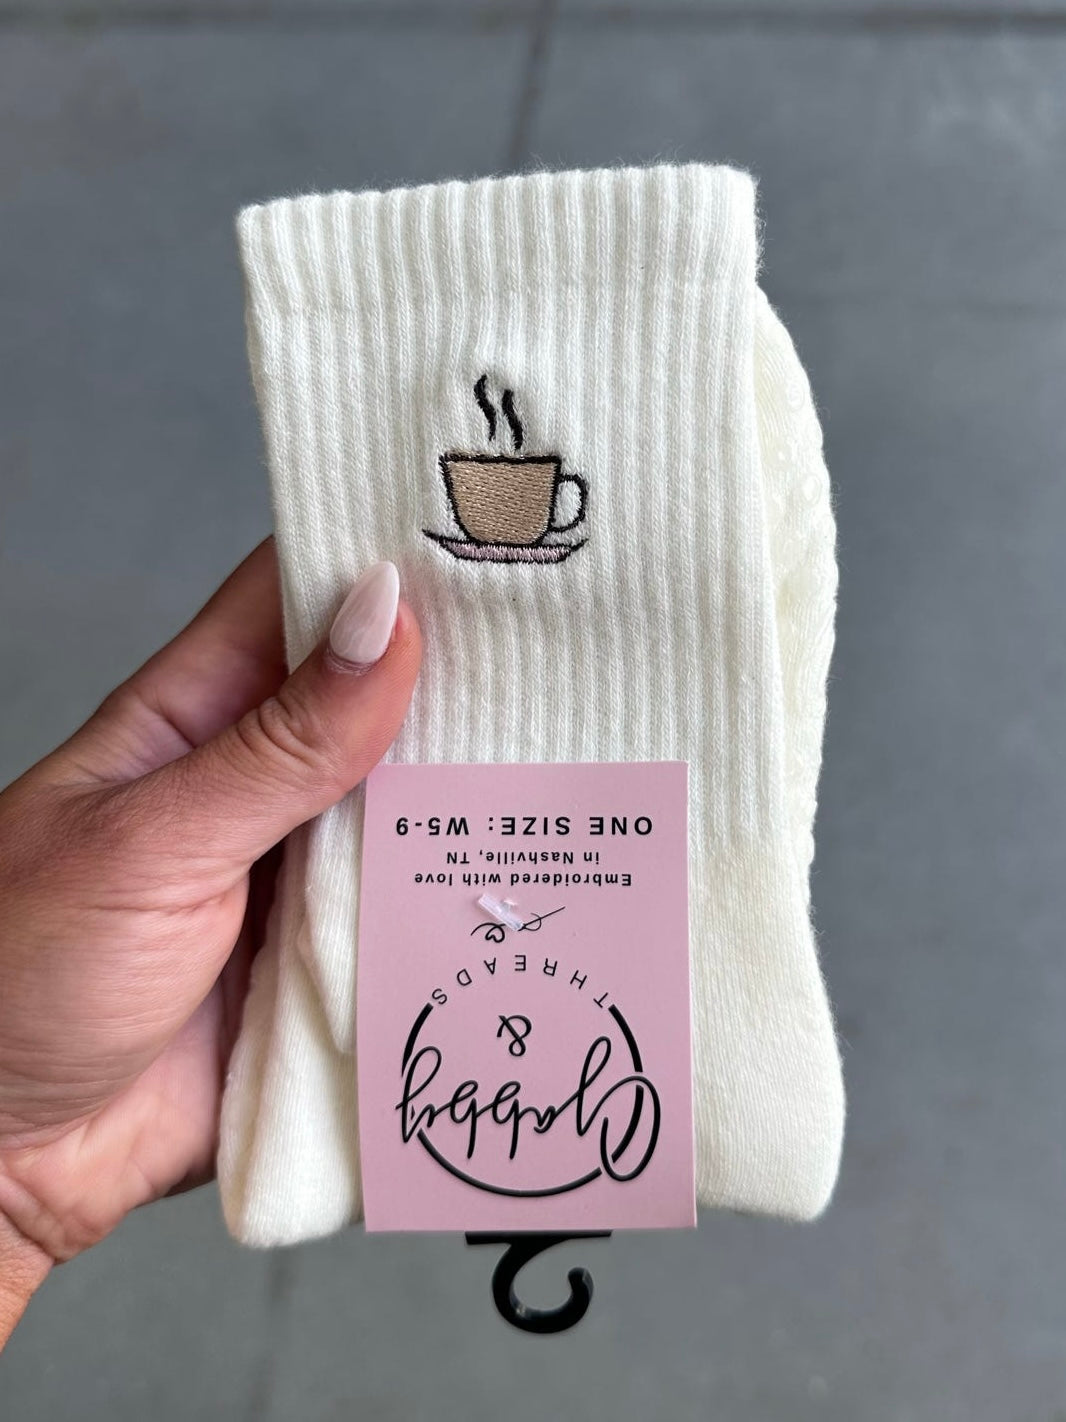 Gabby
&
THREADS
Embroidered with love
in Nashville, TN
ONE SIZE: W5-9